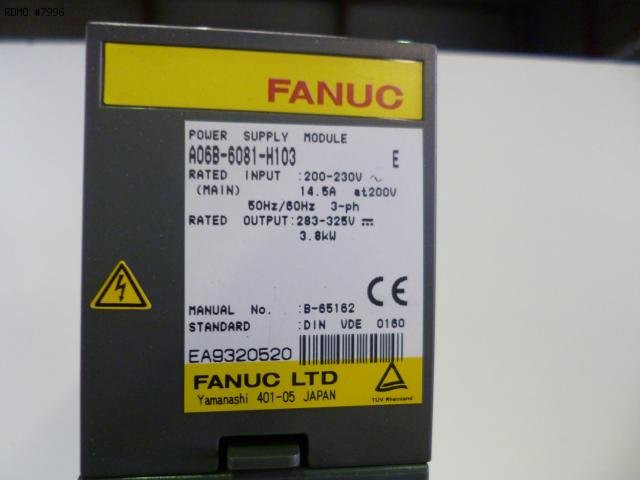 RDMO #7996
FANUC
POWER SUPPLY MODULE
A06B-6081-H103 E
RATED INPUT :200-230V ~
(MAIN) 14.5A at200V
50Hz/60Hz 3-ph
RATED OUTPUT:283-325V ⎓
3.8kW
MANUAL No. :B-65162
STANDARD :DIN VDE 0160
CE
EA9320520
FANUC LTD
Yamanashi 401-05 JAPAN
TUV Rheinland